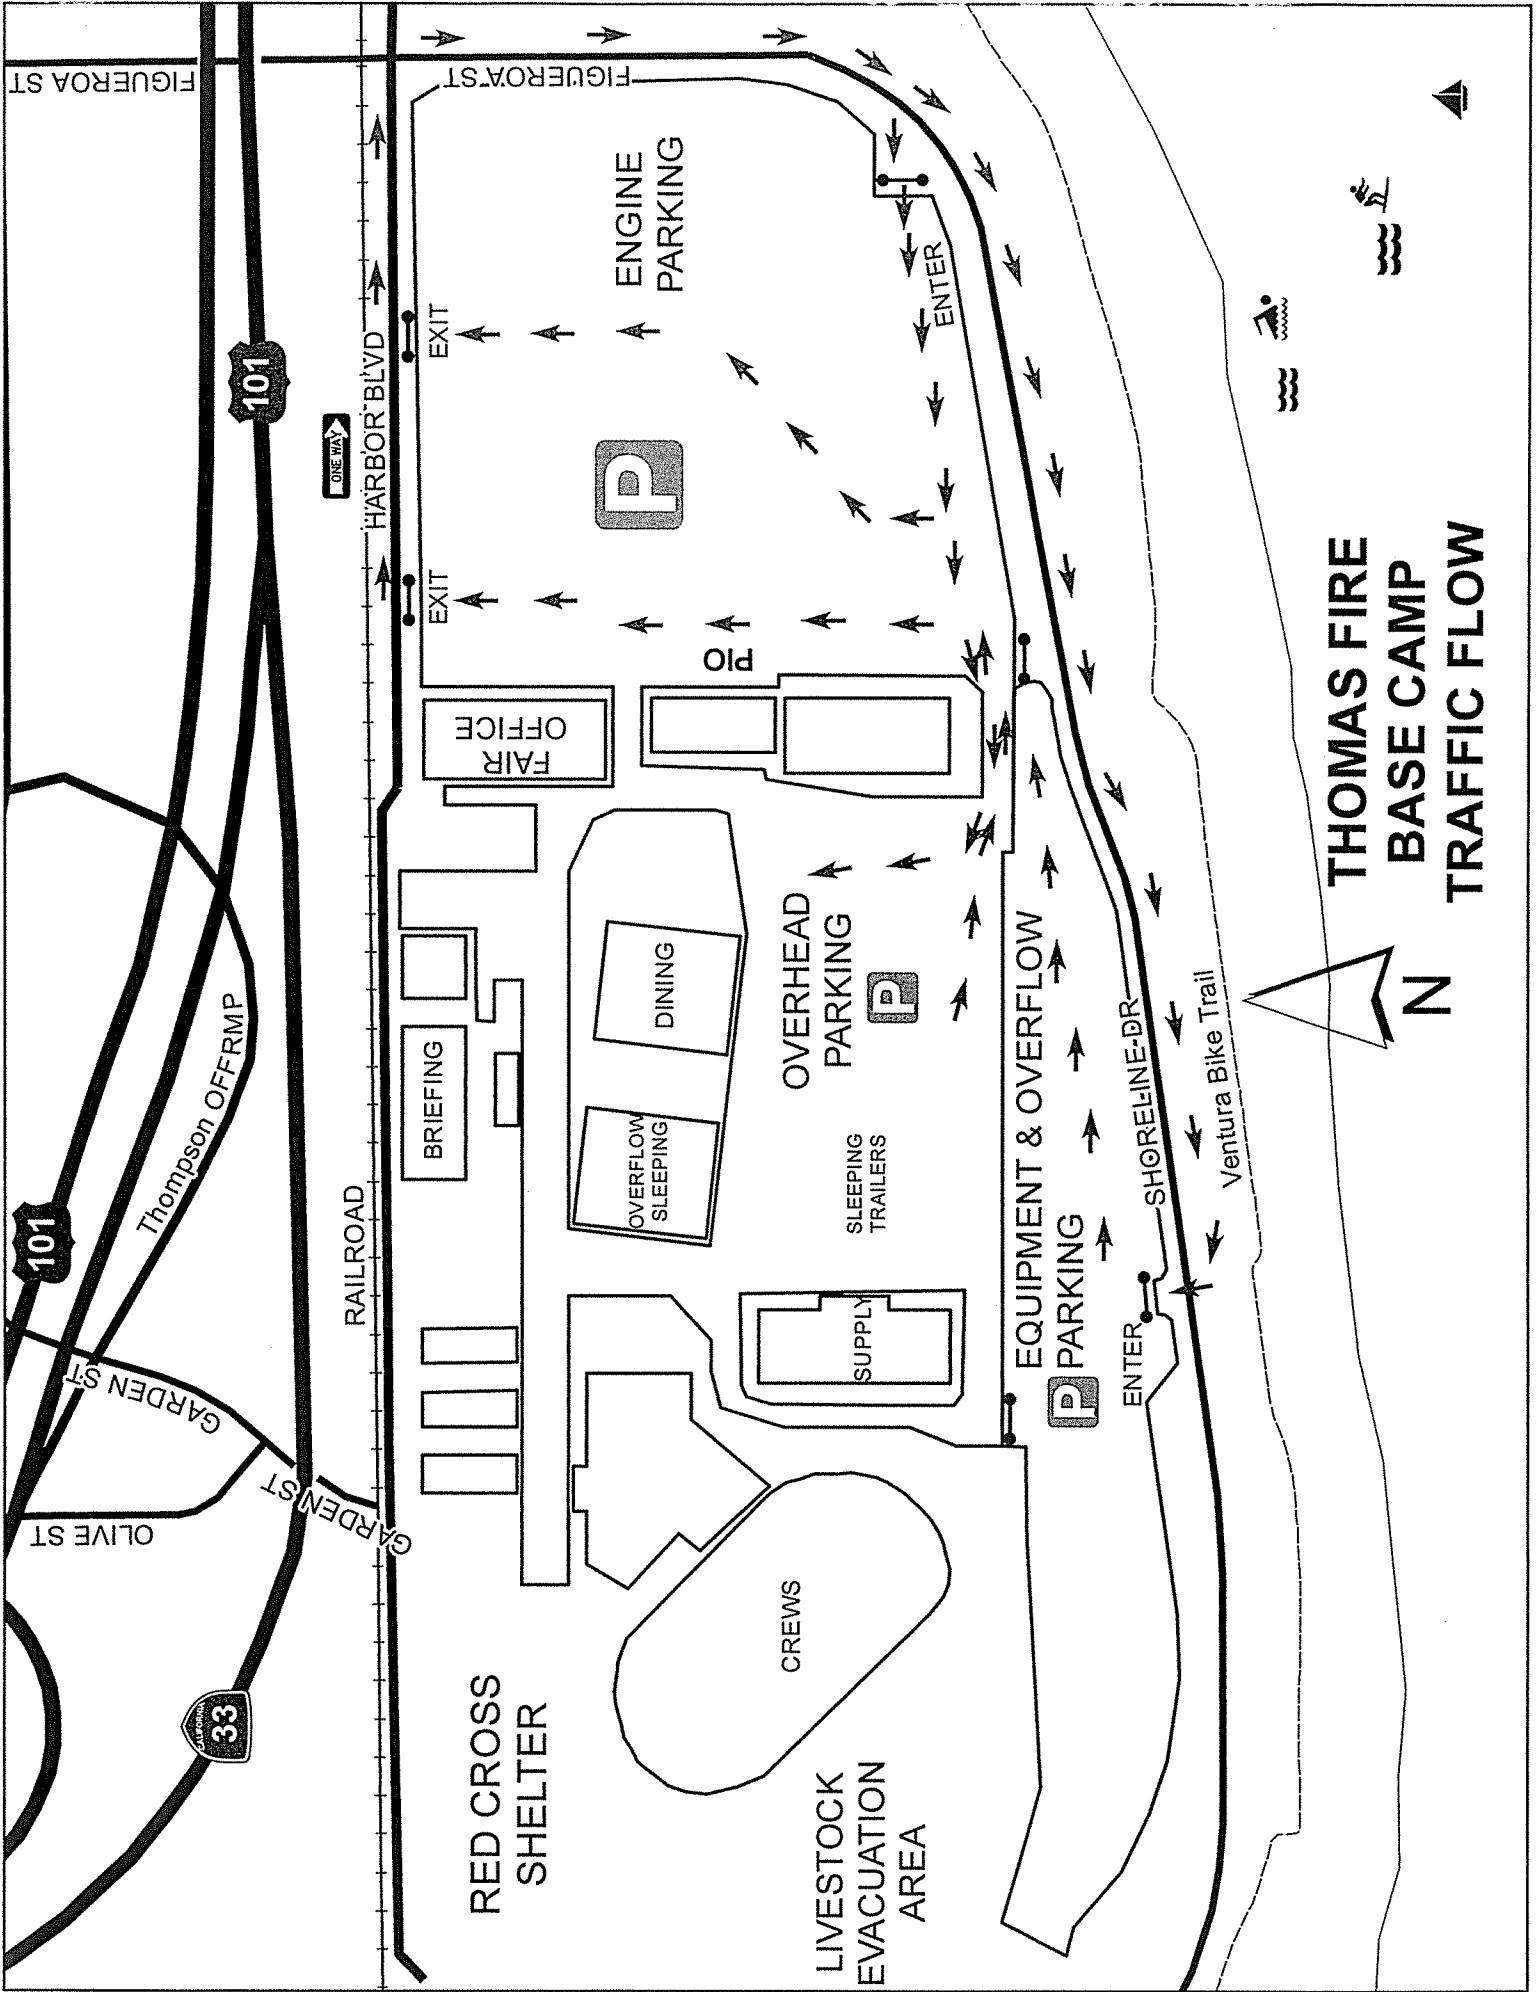 FIGUEROA ST
FIGUEROA ST
101
ONE WAY
HARBOR BLVD
EXIT
EXIT
ENGINE
PARKING
ENTER
P
PIO
FAIR
OFFICE
101
Thompson OFFRMP
GARDEN ST
GARDEN ST
GARDEN ST
OLIVE ST
CALIFORNIA
33
RAILROAD
BRIEFING
DINING
OVERFLOW
SLEEPING
OVERHEAD
PARKING
P
SLEEPING
TRAILERS
SUPPLY
EQUIPMENT & OVERFLOW
PARKING
P
ENTER
SHORELINE DR
Ventura Bike Trail
CREWS
RED CROSS
SHELTER
LIVESTOCK
EVACUATION
AREA
N
THOMAS FIRE
BASE CAMP
TRAFFIC FLOW